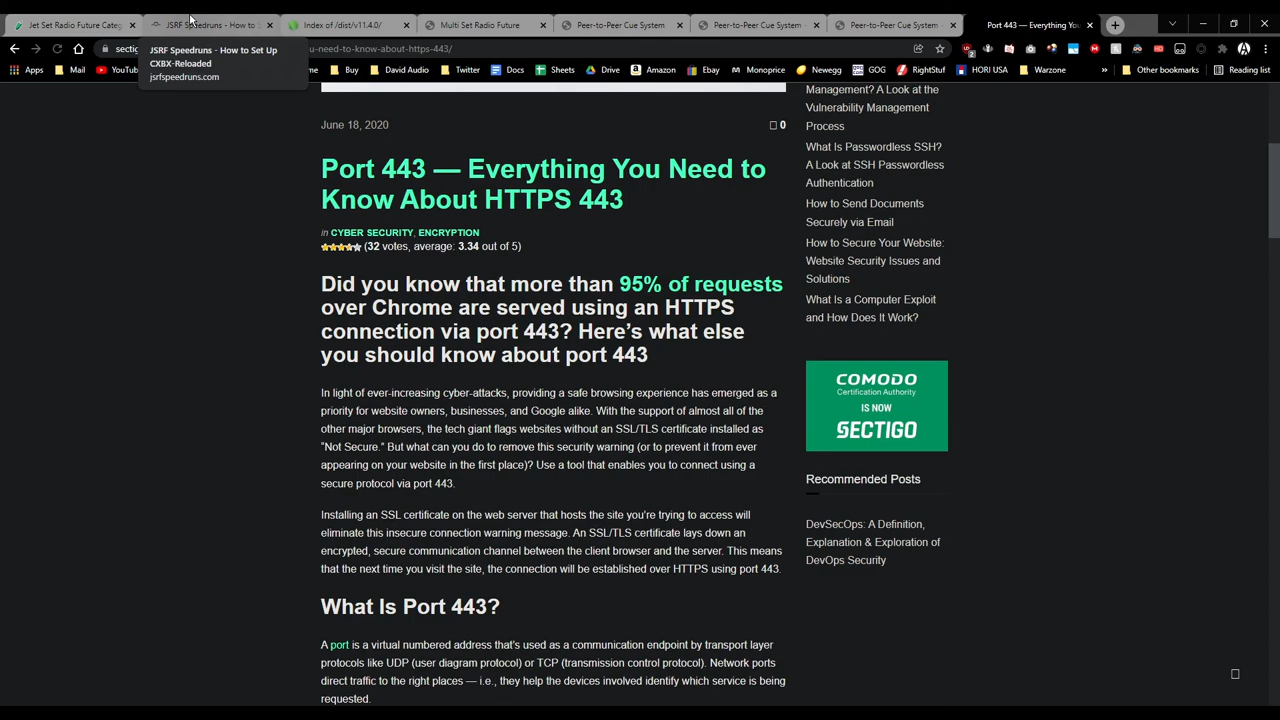 Jet Set Radio Future Categ
JSRF Speedruns - How to S
Index of /dist/v11.4.0/
Multi Set Radio Future
Peer-to-Peer Cue System
Peer-to-Peer Cue System -
Peer-to-Peer Cue System -
Port 443 — Everything You
sectig
u-need-to-know-about-https-443/
JSRF Speedruns - How to Set Up
CXBX-Reloaded
jsrfspeedruns.com
Apps
Mail
YouTu
me
Buy
David Audio
Twitter
Docs
Sheets
Drive
Amazon
Ebay
Monoprice
Newegg
GOG
RightStuf
HORI USA
Warzone
»
Other bookmarks
Reading list
June 18, 2020
0
Port 443 — Everything You Need to
Know About HTTPS 443
in CYBER SECURITY, ENCRYPTION
(32 votes, average: 3.34 out of 5)
Did you know that more than 95% of requests
over Chrome are served using an HTTPS
connection via port 443? Here's what else
you should know about port 443
In light of ever-increasing cyber-attacks, providing a safe browsing experience has emerged as a
priority for website owners, businesses, and Google alike. With the support of almost all of the
other major browsers, the tech giant flags websites without an SSL/TLS certificate installed as
"Not Secure." But what can you do to remove this security warning (or to prevent it from ever
appearing on your website in the first place)? Use a tool that enables you to connect using a
secure protocol via port 443.
Installing an SSL certificate on the web server that hosts the site you're trying to access will
eliminate this insecure connection warning message. An SSL/TLS certificate lays down an
encrypted, secure communication channel between the client browser and the server. This means
that the next time you visit the site, the connection will be established over HTTPS using port 443.
What Is Port 443?
A port is a virtual numbered address that's used as a communication endpoint by transport layer
protocols like UDP (user diagram protocol) or TCP (transmission control protocol). Network ports
direct traffic to the right places — i.e., they help the devices involved identify which service is being
requested.
Management? A Look at the
Vulnerability Management
Process
What Is Passwordless SSH?
A Look at SSH Passwordless
Authentication
How to Send Documents
Securely via Email
How to Secure Your Website:
Website Security Issues and
Solutions
What Is a Computer Exploit
and How Does It Work?
COMODO
Certification Authority
IS NOW
SECTIGO
Recommended Posts
DevSecOps: A Definition,
Explanation & Exploration of
DevOps Security